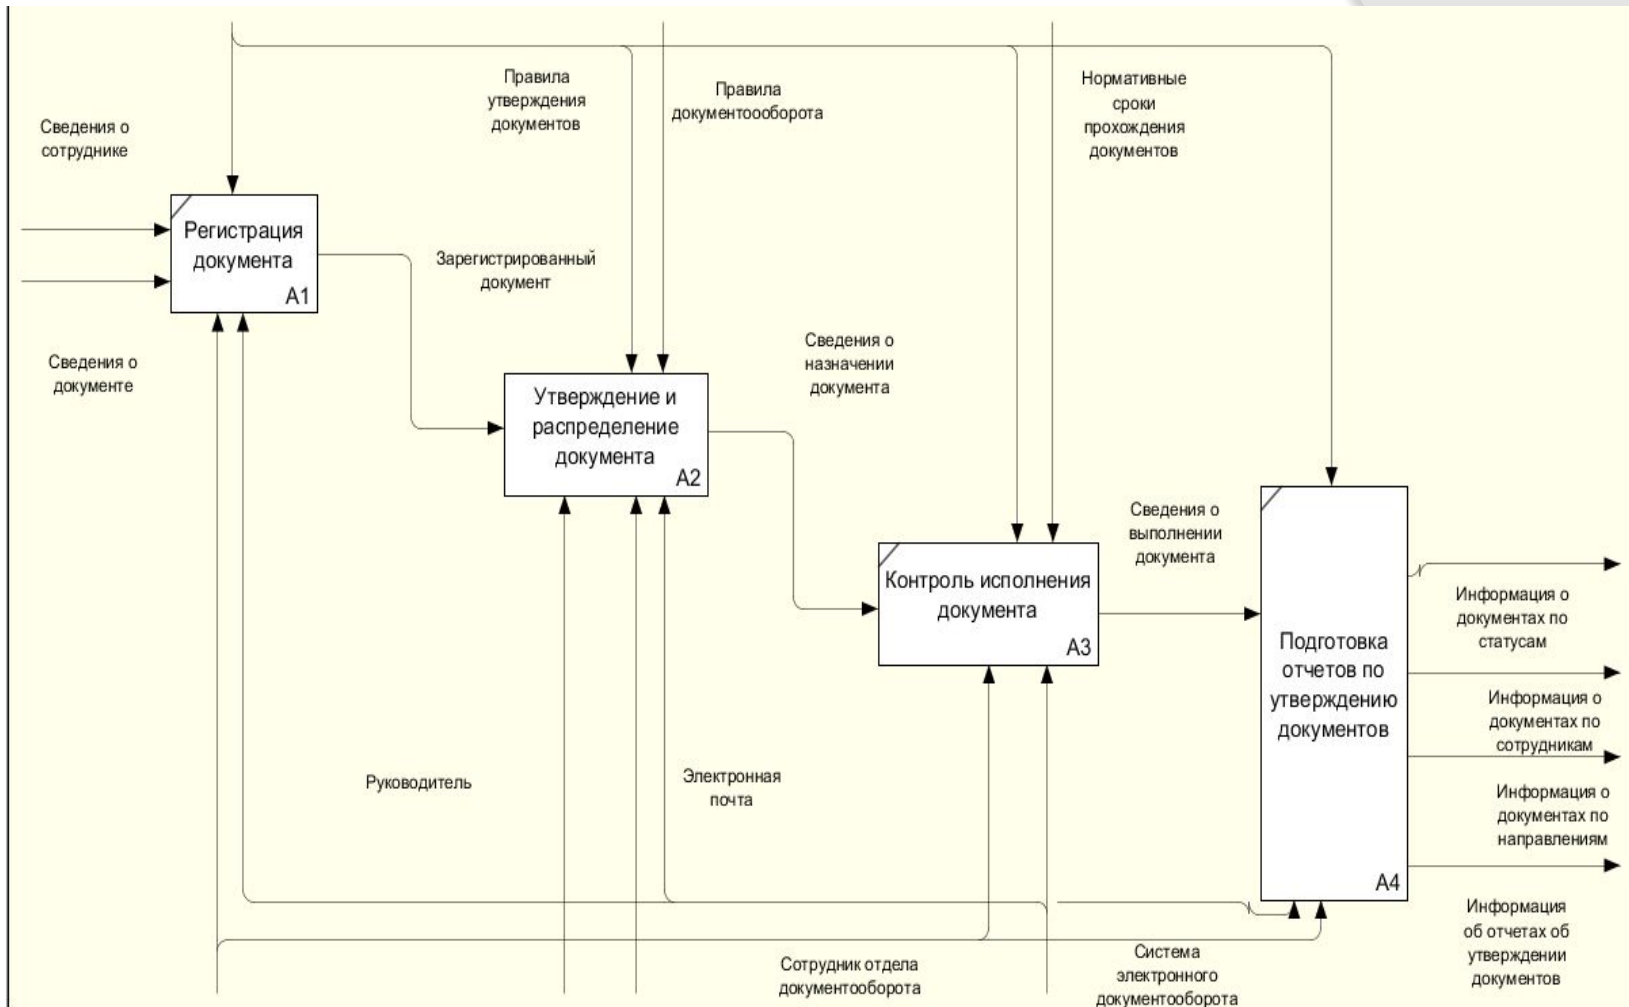 Правила
утверждения
документов
Правила
документоооборота
Нормативные
сроки
прохождения
документов
Сведения о
сотруднике
Регистрация
документа
A1
Зарегистрированный
документ
Сведения о
документе
Сведения о
назначении
документа
Утверждение и
распределение
документа
A2
Сведения о
выполнении
документа
Контроль исполнения
документа
A3
Подготовка
отчетов по
утверждению
документов
A4
Информация о
документах по
статусам
Информация о
документах по
сотрудникам
Информация о
документах по
направлениям
Информация
об отчетах об
утверждении
документов
Руководитель
Электронная
почта
Сотрудник отдела
документооборота
Система
электронного
документооборота